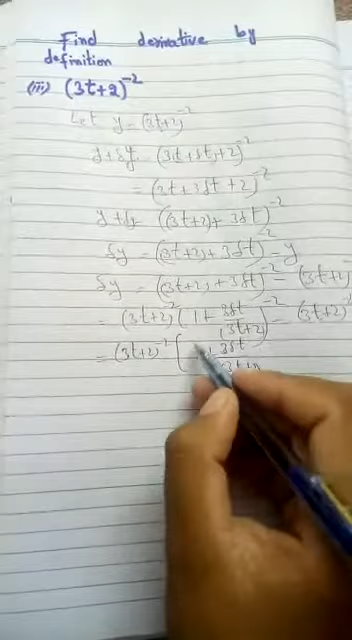 Find derivative by
definition
(iii) (3t+2)⁻²
Let y = (3t+2)⁻²
y+δy = (3t+δt)+2)⁻²
= (3t+3δt+2)⁻²
y+δy = ((3t+2)+3δt)⁻²
δy = ((3t+2)+3δt)⁻² - y
δy = ((3t+2)+3δt)⁻² - (3t+2)
= (3t+2)⁻² (1 + 3δt/(3t+2))⁻² - (3t+2)⁻²
= (3t+2)⁻² [ + 3δt